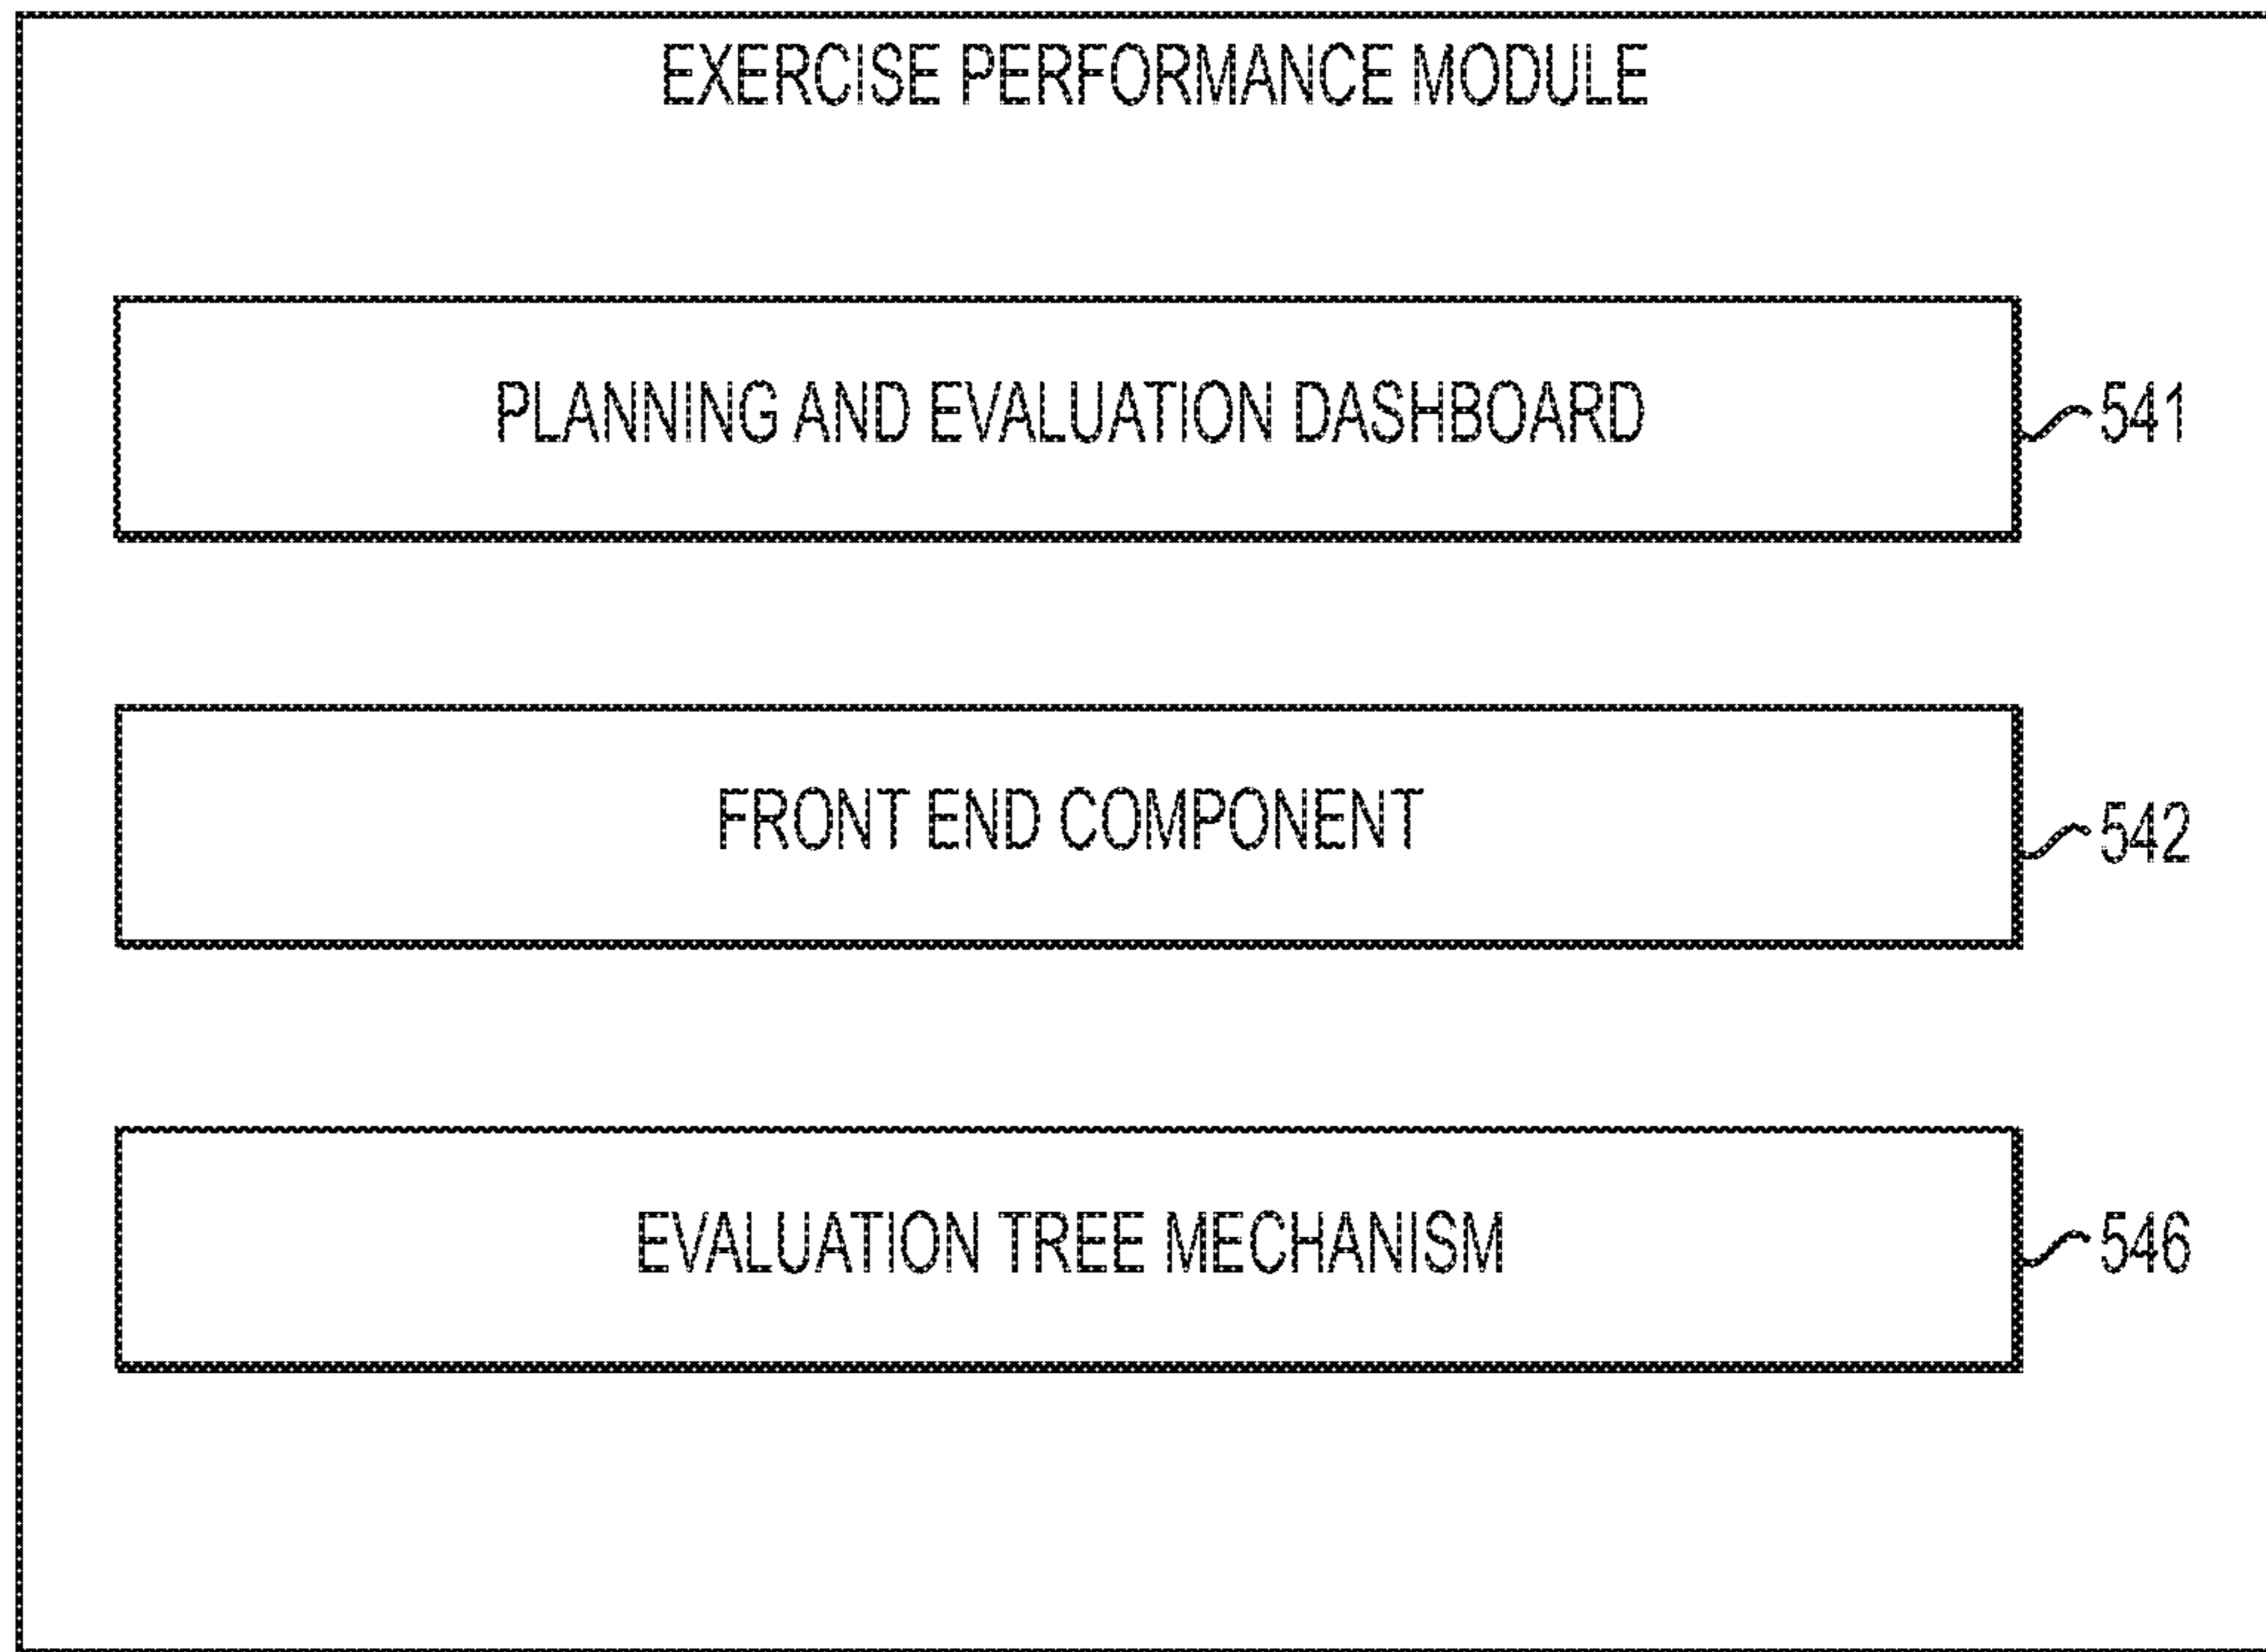 EXERCISE PERFORMANCE MODULE
PLANNING AND EVALUATION DASHBOARD
541
FRONT END COMPONENT
542
EVALUATION TREE MECHANISM
546